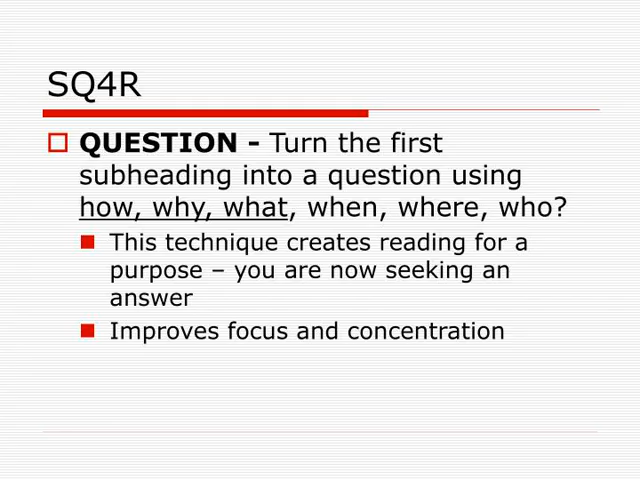 SQ4R
QUESTION - Turn the first
subheading into a question using
how, why, what, when, where, who?
This technique creates reading for a
purpose – you are now seeking an
answer
Improves focus and concentration